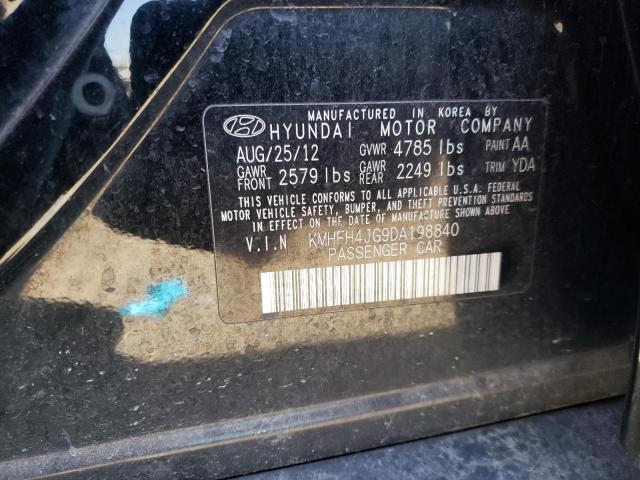 MANUFACTURED IN KOREA BY
HYUNDAI MOTOR COMPANY
AUG/25/12 GVWR 4785 lbs PAINT AA
GAWR FRONT 2579 lbs GAWR REAR 2249 lbs TRIM YDA
THIS VEHICLE CONFORMS TO ALL APPLICABLE U.S.A. FEDERAL
MOTOR VEHICLE SAFETY, BUMPER, AND THEFT PREVENTION STANDARDS
IN EFFECT ON THE DATE OF MANUFACTURE SHOWN ABOVE.
V.I.N KMHFH4JG9DA198840
PASSENGER CAR